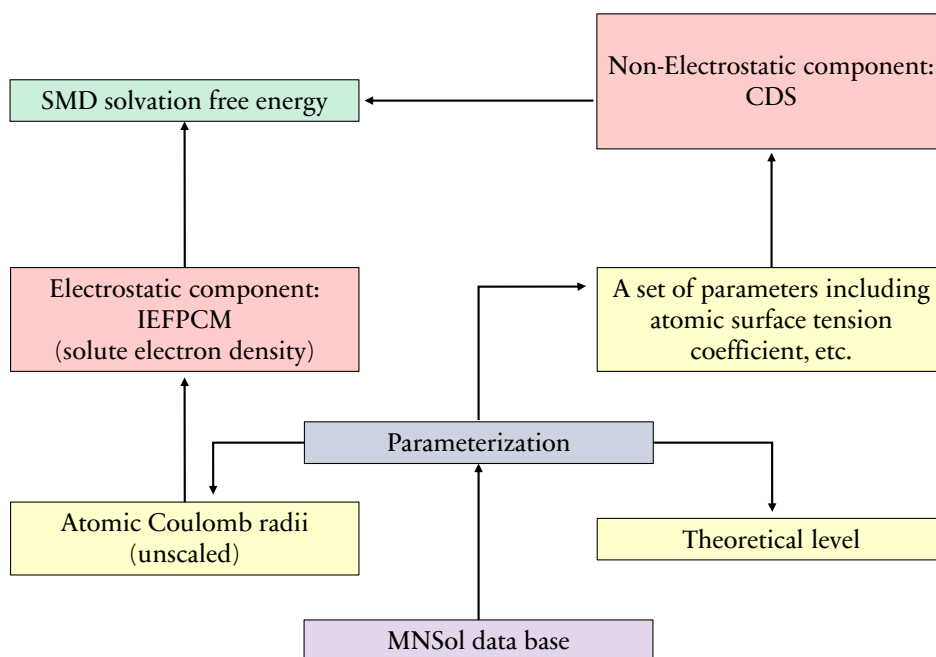 Non-Electrostatic component:
CDS
SMD solvation free energy
Electrostatic component:
IEFPCM
(solute electron density)
A set of parameters including
atomic surface tension
coefficient, etc.
Parameterization
Atomic Coulomb radii
(unscaled)
Theoretical level
MNSol data base